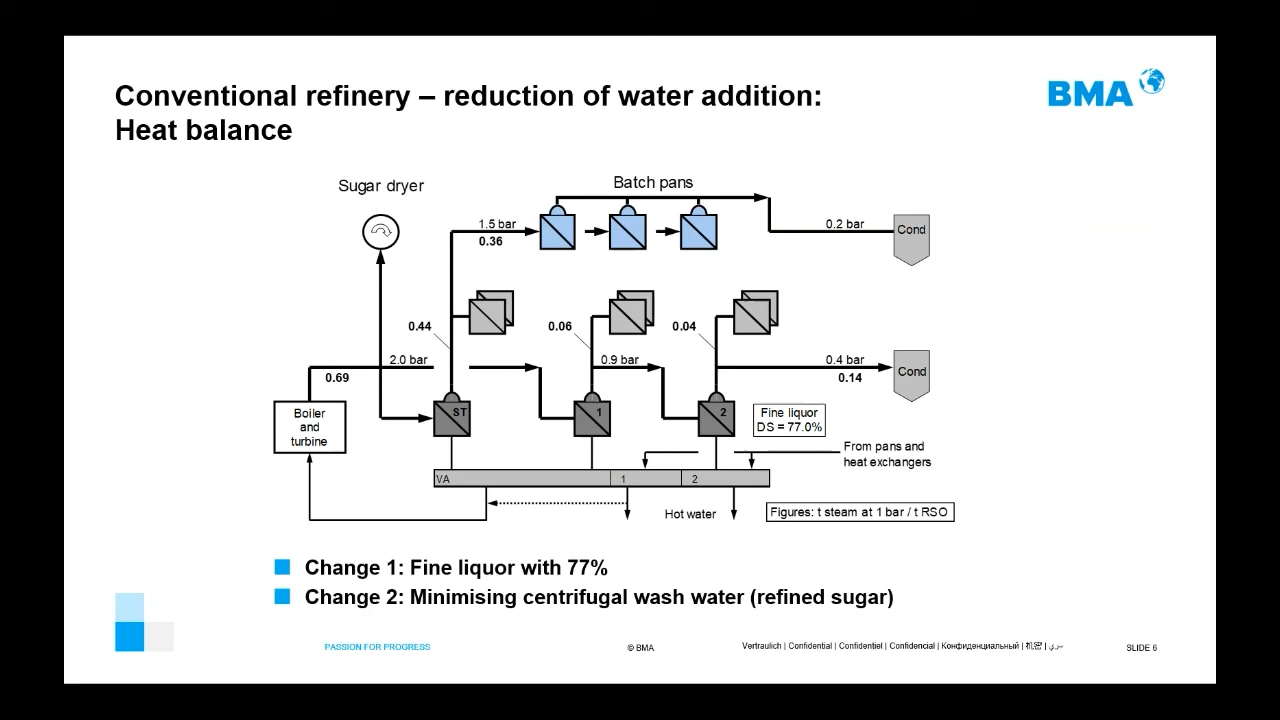 Conventional refinery – reduction of water addition:
Heat balance
BMA
Sugar dryer
Batch pans
1.5 bar
0.36
0.2 bar
Cond
0.44
0.06
0.04
2.0 bar
0.69
0.9 bar
0.4 bar
0.14
Cond
Boiler
and
turbine
ST
1
2
Fine liquor
DS = 77.0%
From pans and
heat exchangers
VA
1
2
Hot water
Figures: t steam at 1 bar / t RSO
Change 1: Fine liquor with 77%
Change 2: Minimising centrifugal wash water (refined sugar)
PASSION FOR PROGRESS
© BMA
Vertraulich | Confidential | Confidentiel | Confidencial | Конфиденциальный |
SLIDE 6